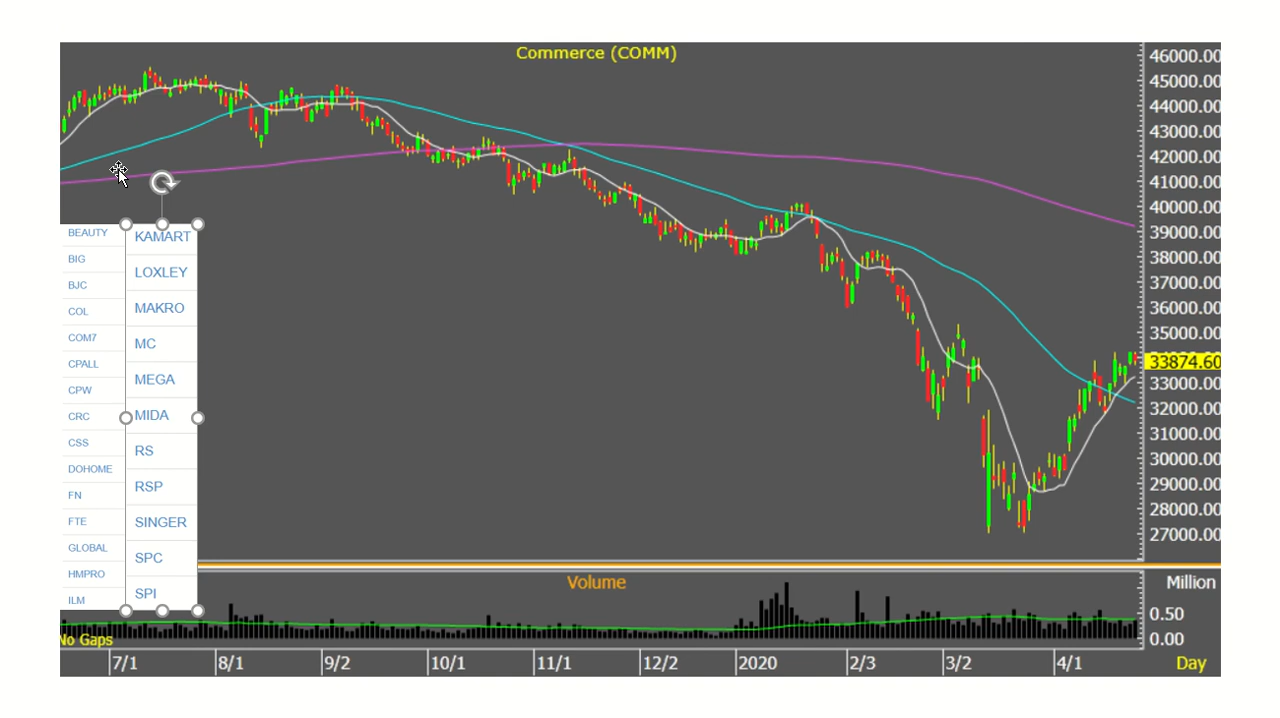 Commerce (COMM)
46000.00
45000.00
44000.00
43000.00
42000.00
41000.00
40000.00
39000.00
38000.00
37000.00
36000.00
35000.00
33874.60
33000.00
32000.00
31000.00
30000.00
29000.00
28000.00
27000.00
BEAUTY
BIG
BJC
COL
COM7
CPALL
CPW
CRC
CSS
DOHOME
FN
FTE
GLOBAL
HMPRO
ILM
KAMART
LOXLEY
MAKRO
MC
MEGA
MIDA
RS
RSP
SINGER
SPC
SPI
Volume
Million
0.50
0.00
No Gaps
7/1 8/1 9/2 10/1 11/1 12/2 2020 2/3 3/2 4/1 Day